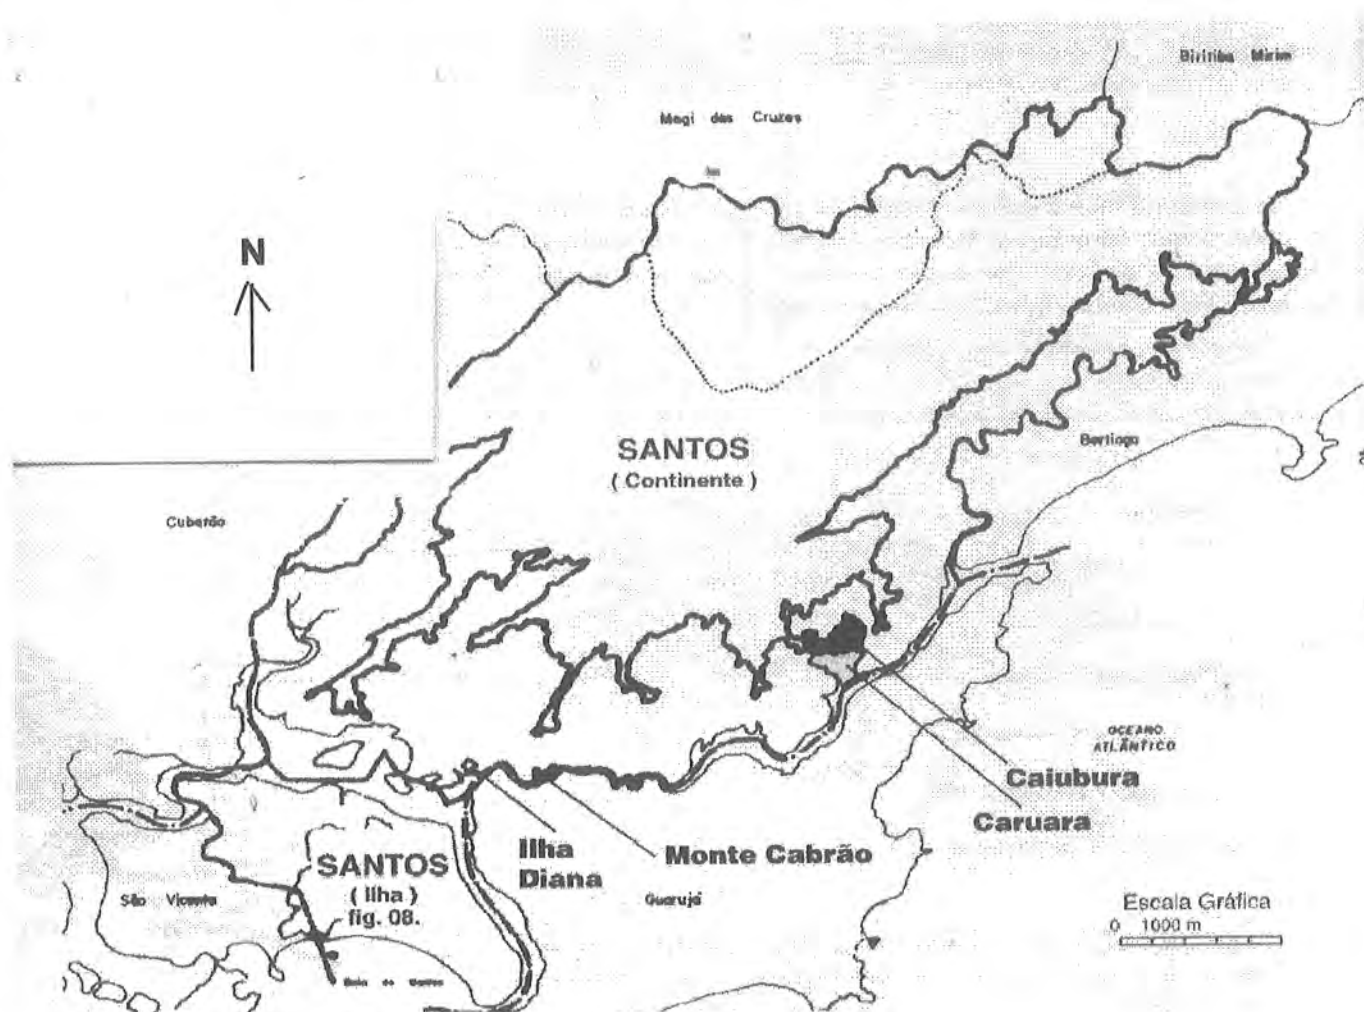 Biritiba Mirim
Mogi das Cruzes
N
SANTOS
( Continente )
Bertioga
Cubatão
OCEANO
ATLÂNTICO
Caiubura
Caruara
Ilha
Diana
Monte Cabrão
SANTOS
( Ilha )
fig. 08.
São Vicente
Guarujá
Escala Gráfica
0 1000 m